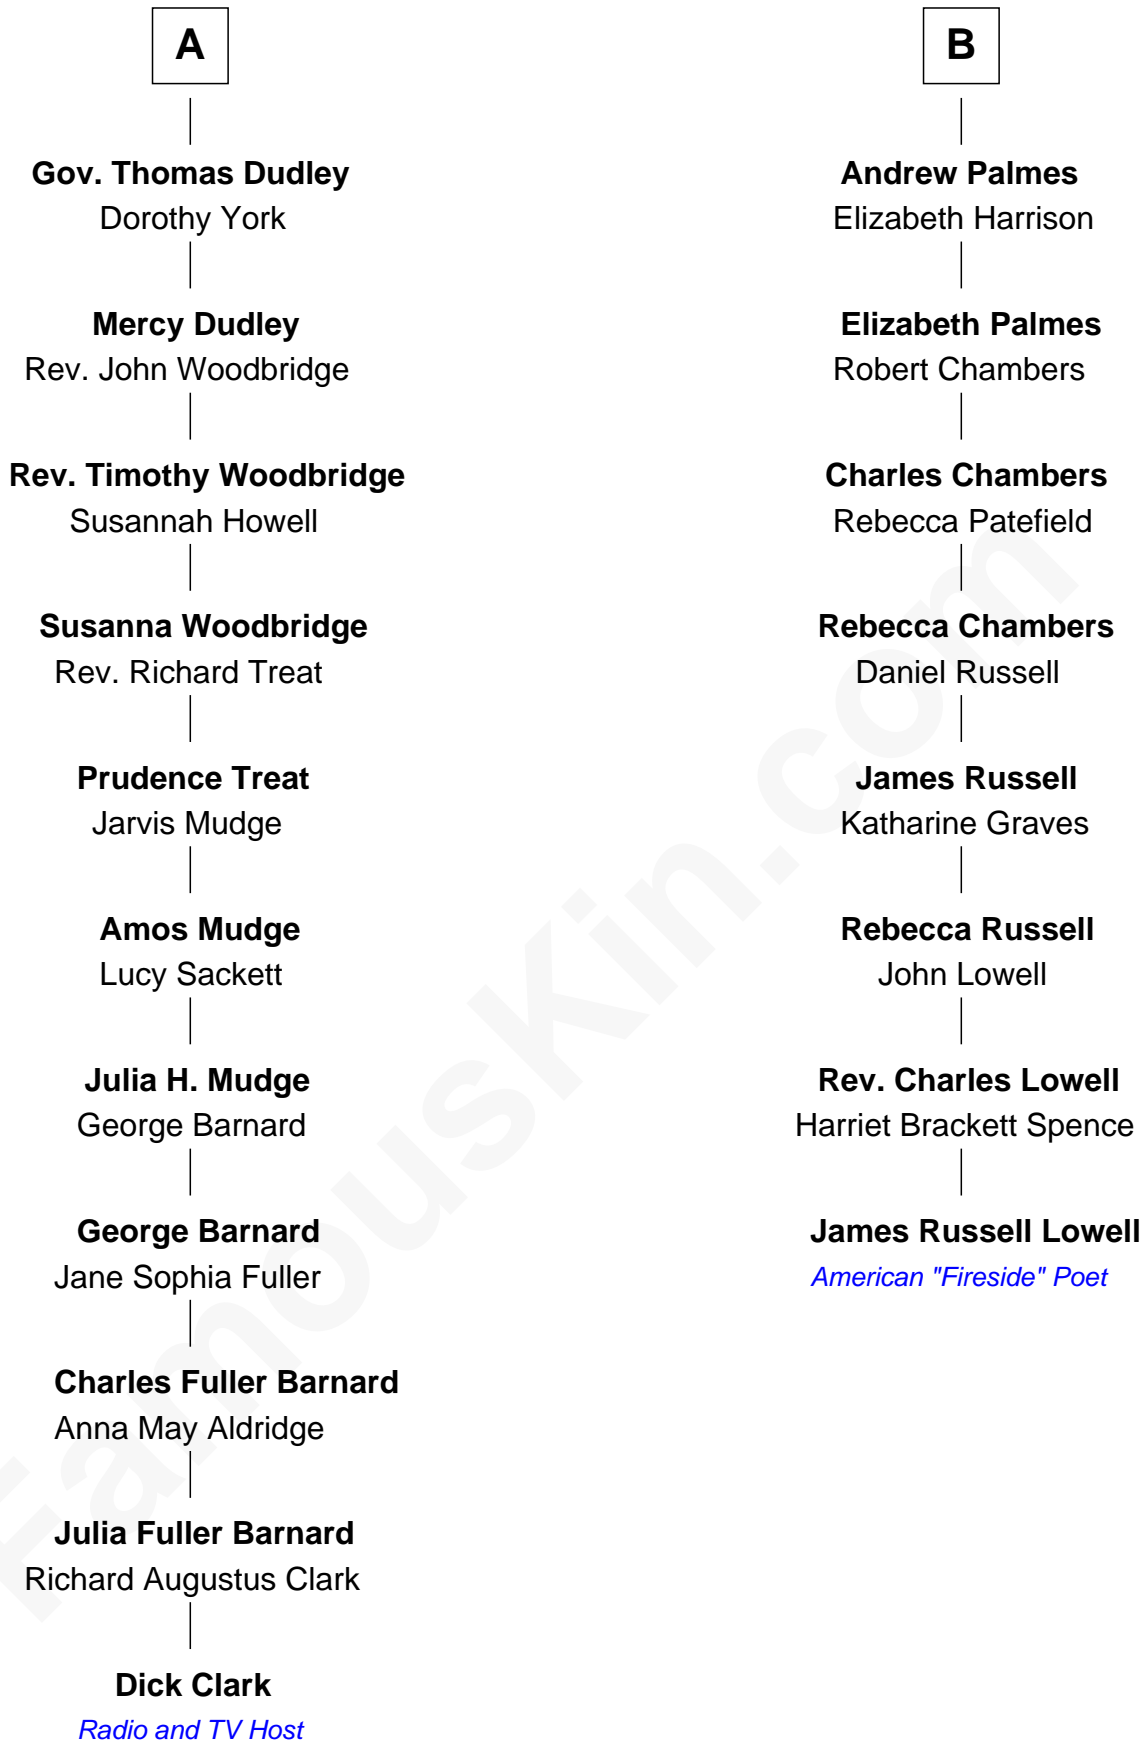 A
Gov. Thomas Dudley
Dorothy York
Mercy Dudley
Rev. John Woodbridge
Rev. Timothy Woodbridge
Susannah Howell
Susanna Woodbridge
Rev. Richard Treat
Prudence Treat
Jarvis Mudge
Amos Mudge
Lucy Sackett
Julia H. Mudge
George Barnard
George Barnard
Jane Sophia Fuller
Charles Fuller Barnard
Anna May Aldridge
Julia Fuller Barnard
Richard Augustus Clark
Dick Clark
Radio and TV Host
B
Andrew Palmes
Elizabeth Harrison
Elizabeth Palmes
Robert Chambers
Charles Chambers
Rebecca Patefield
Rebecca Chambers
Daniel Russell
James Russell
Katharine Graves
Rebecca Russell
John Lowell
Rev. Charles Lowell
Harriet Brackett Spence
James Russell Lowell
American "Fireside" Poet
FamousKin.com